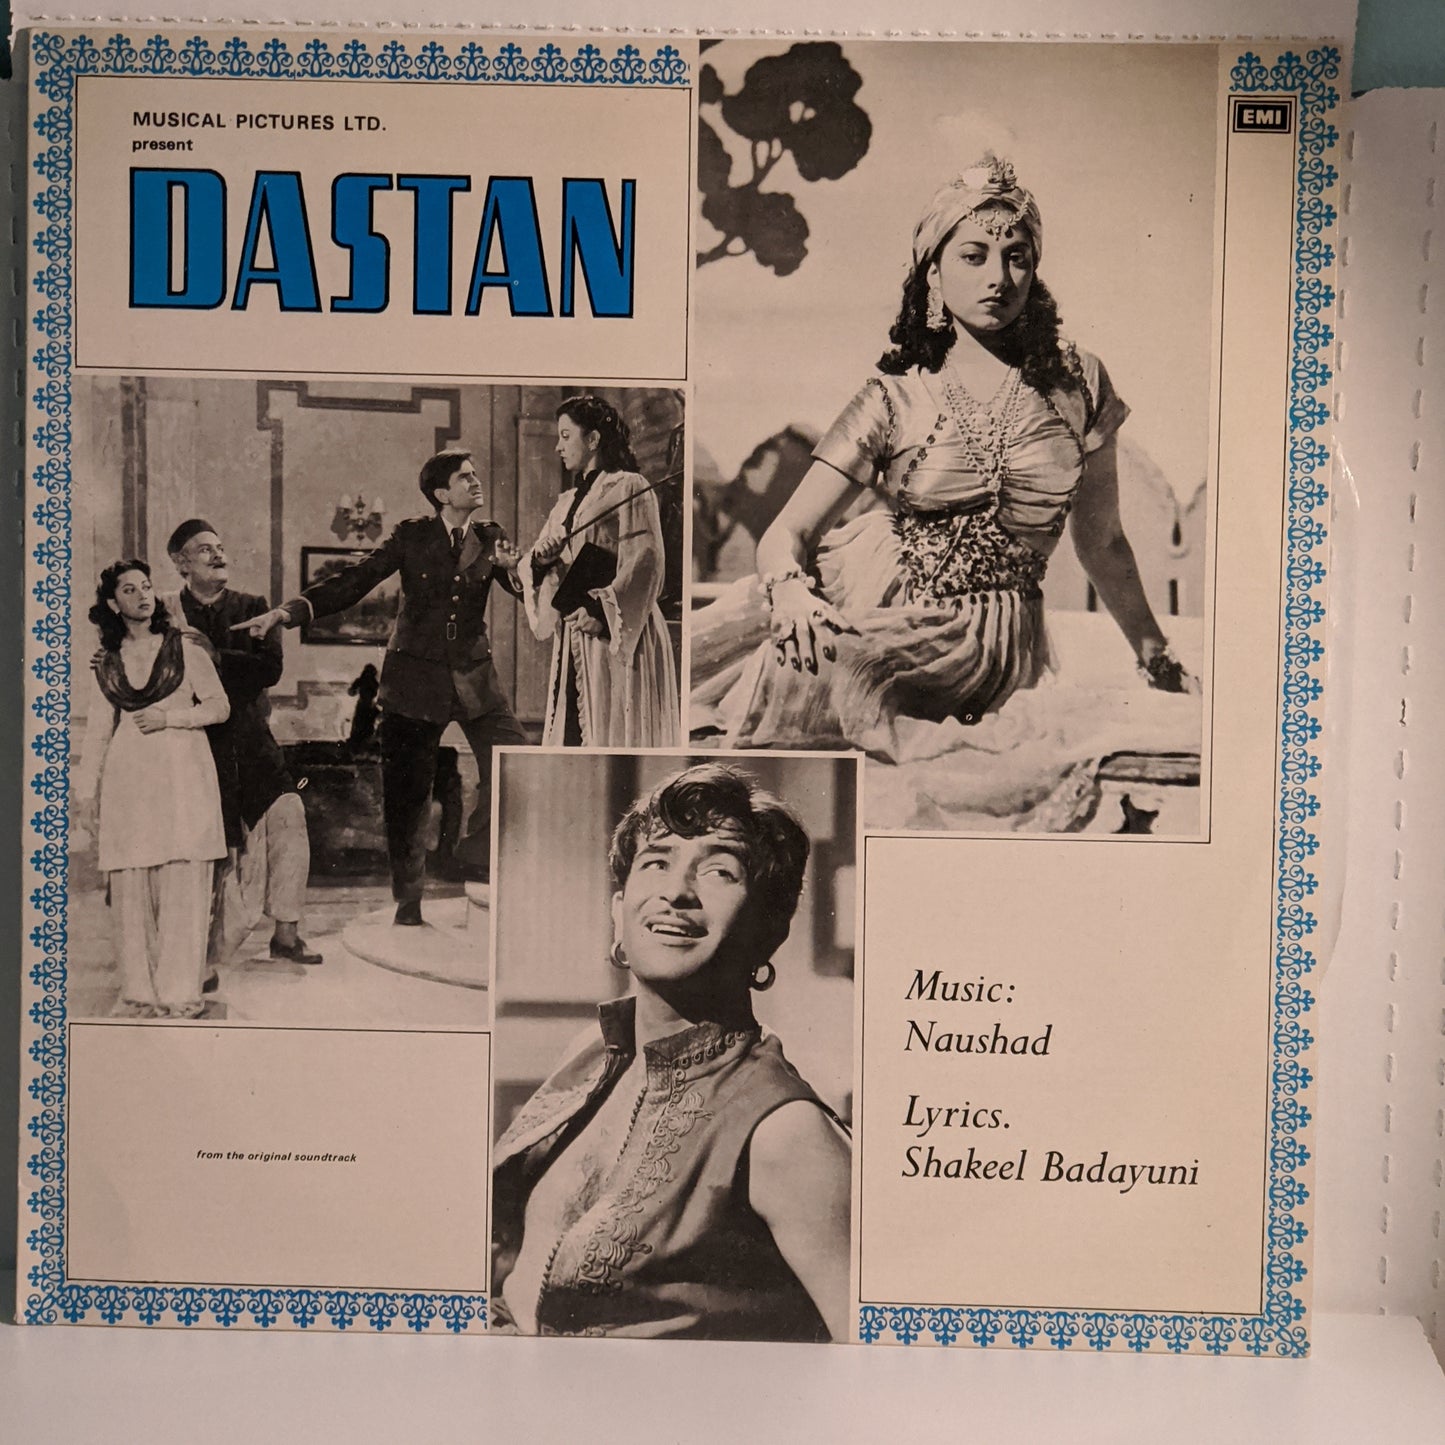 MUSICAL PICTURES LTD.
present
DASTAN
EMI
Music:
Naushad
Lyrics.
Shakeel Badayuni
from the original soundtrack